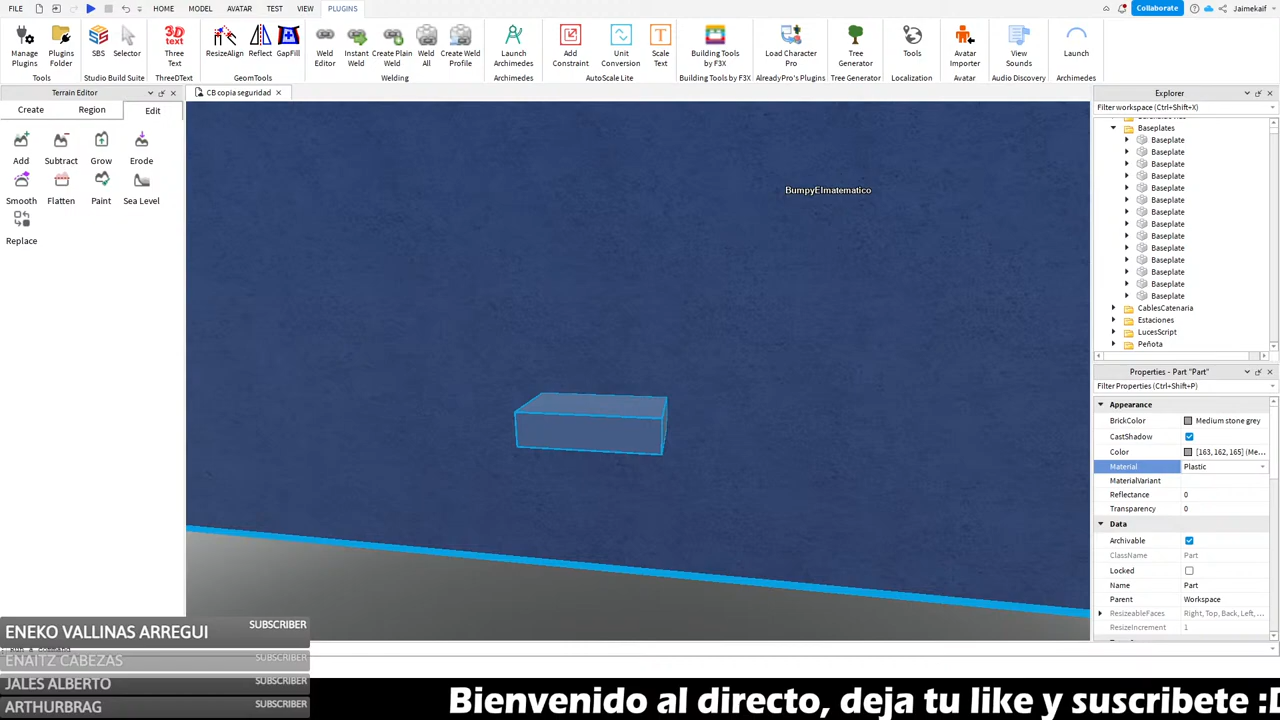 FILE HOME MODEL AVATAR TEST VIEW PLUGINS Collaborate Jaimekaif
Manage Plugins Plugins Folder SBS Selector Three Text ResizeAlign Reflect GapFill Weld Editor Instant Weld Create Plain Weld Weld All Create Weld Profile Launch Archimedes Add Constraint Unit Conversion Scale Text Building Tools by F3X Load Character Pro Tree Generator Tools Avatar Importer View Sounds Launch
Tools Studio Build Suite ThreeDText GeomTools Welding Archimedes AutoScale Lite Building Tools by F3X AlreadyPro's Plugins Tree Generator Localization Avatar Audio Discovery Archimedes
Terrain Editor
Create Region Edit
Add Subtract Grow Erode
Smooth Flatten Paint Sea Level
Replace
CB copia seguridad
BumpyElmatematico
Explorer
Filter workspace (Ctrl+Shift+X)
Baseplates
Baseplate
Baseplate
Baseplate
Baseplate
Baseplate
Baseplate
Baseplate
Baseplate
Baseplate
Baseplate
Baseplate
Baseplate
Baseplate
Baseplate
CablesCatenaria
Estaciones
LucesScript
Peñota
Properties - Part "Part"
Filter Properties (Ctrl+Shift+P)
Appearance
BrickColor Medium stone grey
CastShadow
Color [163, 162, 165] (Me...
Material Plastic
MaterialVariant
Reflectance 0
Transparency 0
Data
Archivable
ClassName Part
Locked
Name Part
Parent Workspace
ResizeableFaces Right, Top, Back, Left, ...
ResizeIncrement 1
ENEKO VALLINAS ARREGUI SUBSCRIBER
ENAITZ CABEZAS SUBSCRIBER
JALES ALBERTO SUBSCRIBER
ARTHURBRAG SUBSCRIBER
Bienvenido al directo, deja tu like y suscribete :D